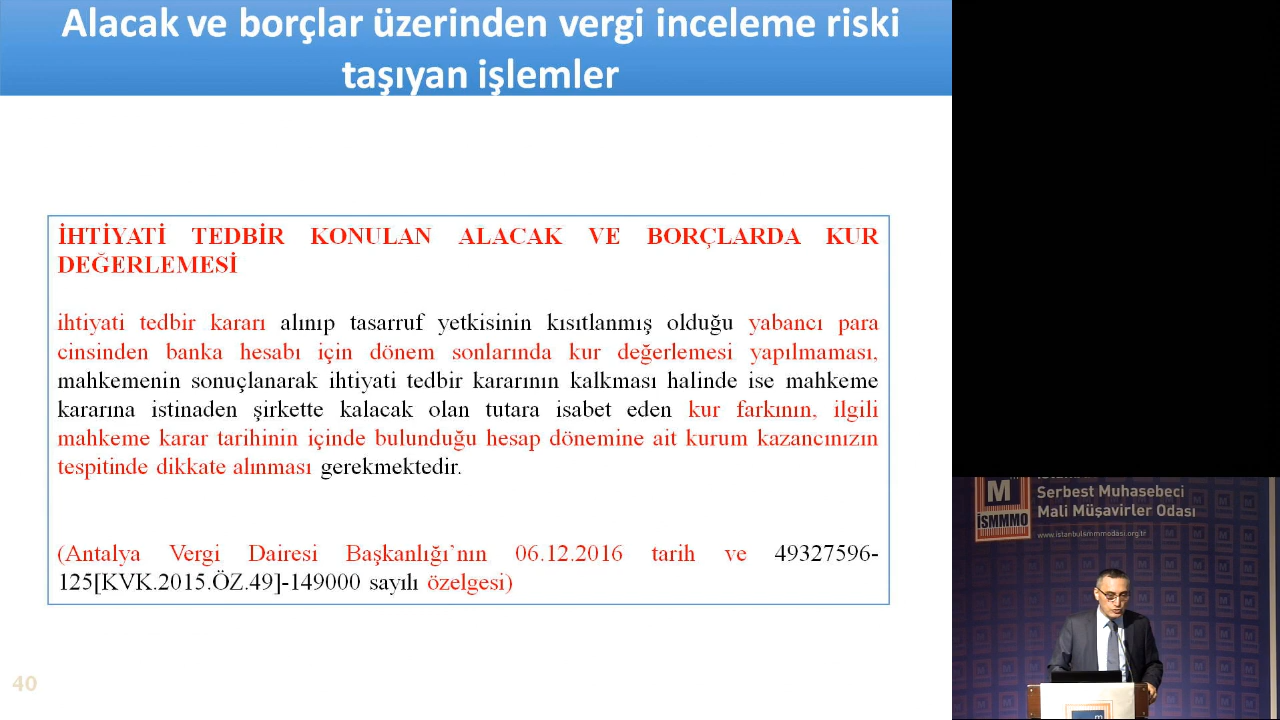 Alacak ve borçlar üzerinden vergi inceleme riski
taşıyan işlemler
İHTİYATİ TEDBİR KONULAN ALACAK VE BORÇLARDA KUR
DEĞERLEMESİ
ihtiyati tedbir kararı alınıp tasarruf yetkisinin kısıtlanmış olduğu yabancı para
cinsinden banka hesabı için dönem sonlarında kur değerlemesi yapılmaması,
mahkemenin sonuçlanarak ihtiyati tedbir kararının kalkması halinde ise mahkeme
kararına istinaden şirkette kalacak olan tutara isabet eden kur farkının, ilgili
mahkeme karar tarihinin içinde bulunduğu hesap dönemine ait kurum kazancınızın
tespitinde dikkate alınması gerekmektedir.
(Antalya Vergi Dairesi Başkanlığı’nın 06.12.2016 tarih ve 49327596-
125[KVK.2015.ÖZ.49]-149000 sayılı özelgesi)
40
M
İSMMMO
Serbest Muhasebeci
Mali Müşavirler Odası
www.istanbulsmmmodasi.org.tr